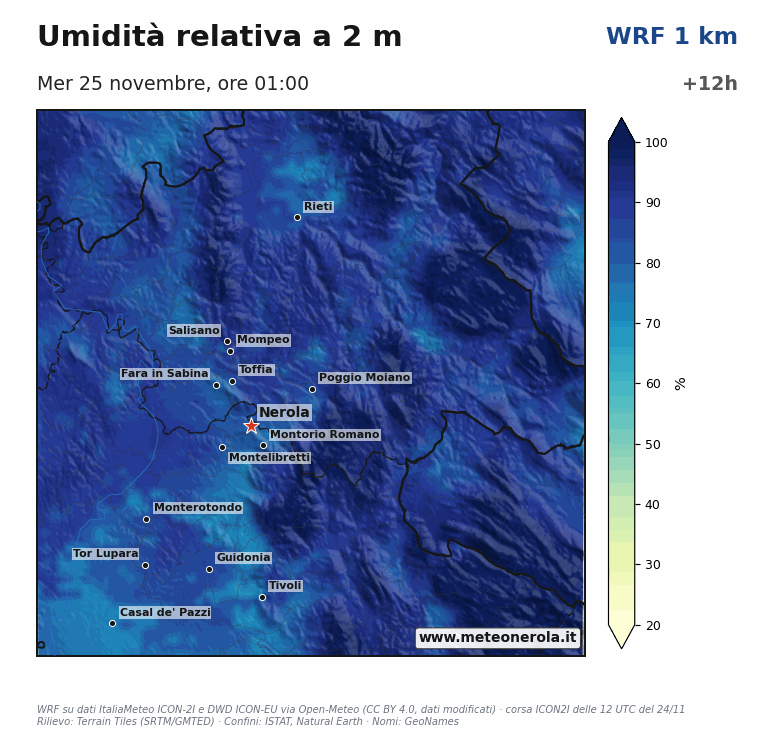 Umidità relativa a 2 m
WRF 1 km
Mer 25 novembre, ore 01:00
+12h
Rieti
Salisano
Mompeo
Toffia
Fara in Sabina
Poggio Moiano
Nerola
Montorio Romano
Montelibretti
Monterotondo
Tor Lupara
Guidonia
Tivoli
Casal de' Pazzi
www.meteonerola.it
100
90
80
70
60
50
40
30
20
%
WRF su dati ItaliaMeteo ICON-2I e DWD ICON-EU via Open-Meteo (CC BY 4.0, dati modificati) · corsa ICON2I delle 12 UTC del 24/11
Rilievo: Terrain Tiles (SRTM/GMTED) · Confini: ISTAT, Natural Earth · Nomi: GeoNames